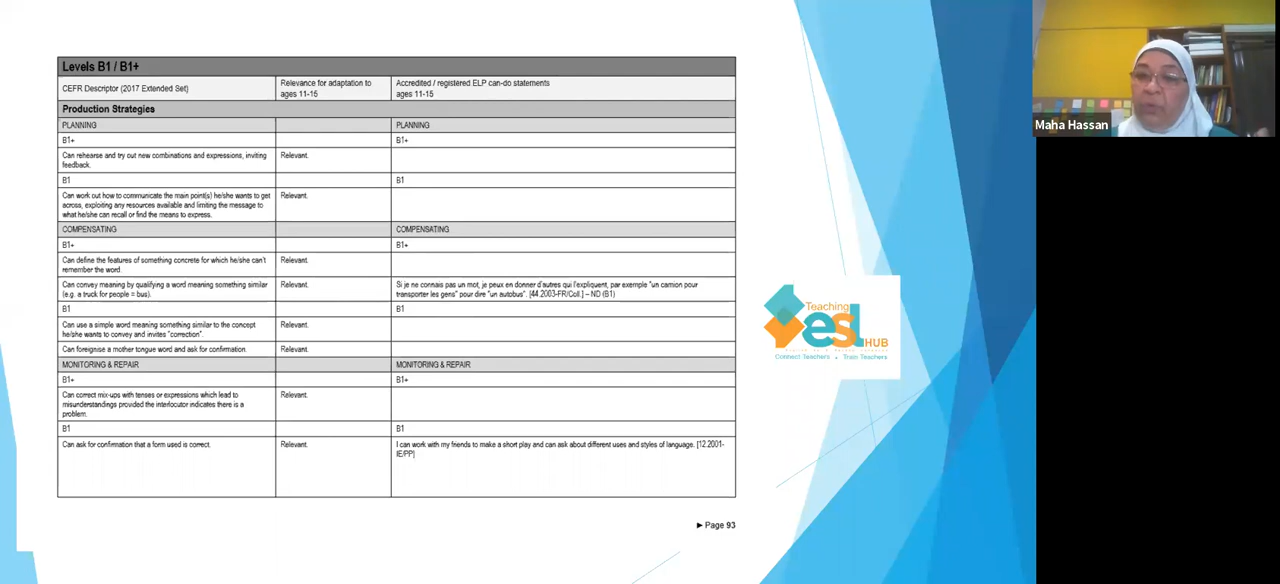 Levels B1 / B1+
CEFR Descriptor (2017 Extended Set)
Relevance for adaptation to
ages 11-15
Accredited / registered ELP can-do statements
ages 11-15
Production Strategies
PLANNING
PLANNING
B1+
B1+
Can rehearse and try out new combinations and expressions, inviting
feedback.
Relevant.
B1
B1
Can work out how to communicate the main point(s) he/she wants to get
across, exploiting any resources available and limiting the message to
what he/she can recall or find the means to express.
Relevant.
COMPENSATING
COMPENSATING
B1+
B1+
Can define the features of something concrete for which he/she can't
remember the word.
Relevant.
Can convey meaning by qualifying a word meaning something similar
(e.g. a truck for people = bus).
Relevant.
Si je ne connais pas un mot, je peux en donner d'autres qui l'expliquent, par exemple "un camion pour
transporter les gens" pour dire "un autobus". [44.2003-FR/Coll.] – ND (B1)
B1
B1
Can use a simple word meaning something similar to the concept
he/she wants to convey and invites "correction".
Relevant.
Can foreignise a mother tongue word and ask for confirmation.
Relevant.
MONITORING & REPAIR
MONITORING & REPAIR
B1+
B1+
Can correct mix-ups with tenses or expressions which lead to
misunderstandings provided the interlocutor indicates there is a
problem.
Relevant.
B1
B1
Can ask for confirmation that a form used is correct.
Relevant.
I can work with my friends to make a short play and can ask about different uses and styles of language. [12.2001-
IE/PP]
► Page 93
Teaching
esl HUB
Connect Teachers • Train Teachers
Maha Hassan